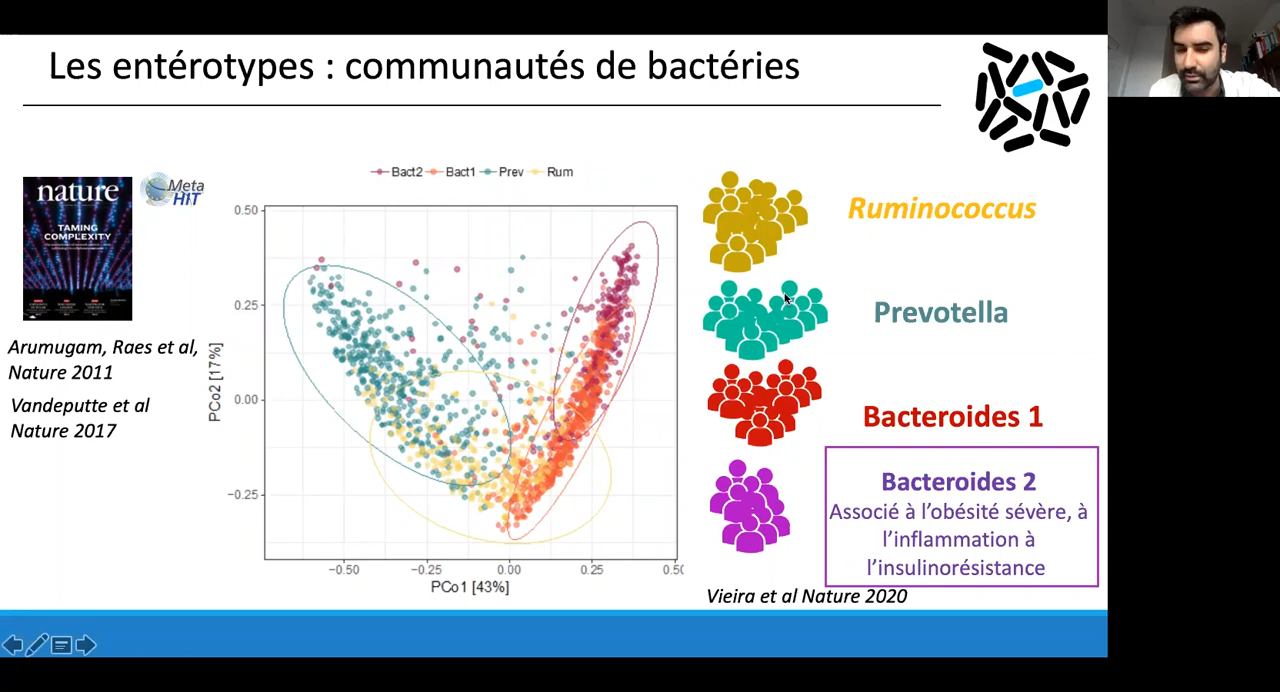 Les entérotypes : communautés de bactéries
nature
TAMING
COMPLEXITY
Meta
HIT
Arumugam, Raes et al,
Nature 2011
Vandeputte et al
Nature 2017
Bact2 Bact1 Prev Rum
0.50
0.25
0.00
−0.25
PCo2 [17%]
−0.50 −0.25 0.00 0.25 0.50
PCo1 [43%]
Ruminococcus
Prevotella
Bacteroides 1
Bacteroides 2
Associé à l’obésité sévère, à
l’inflammation à
l’insulinorésistance
Vieira et al Nature 2020